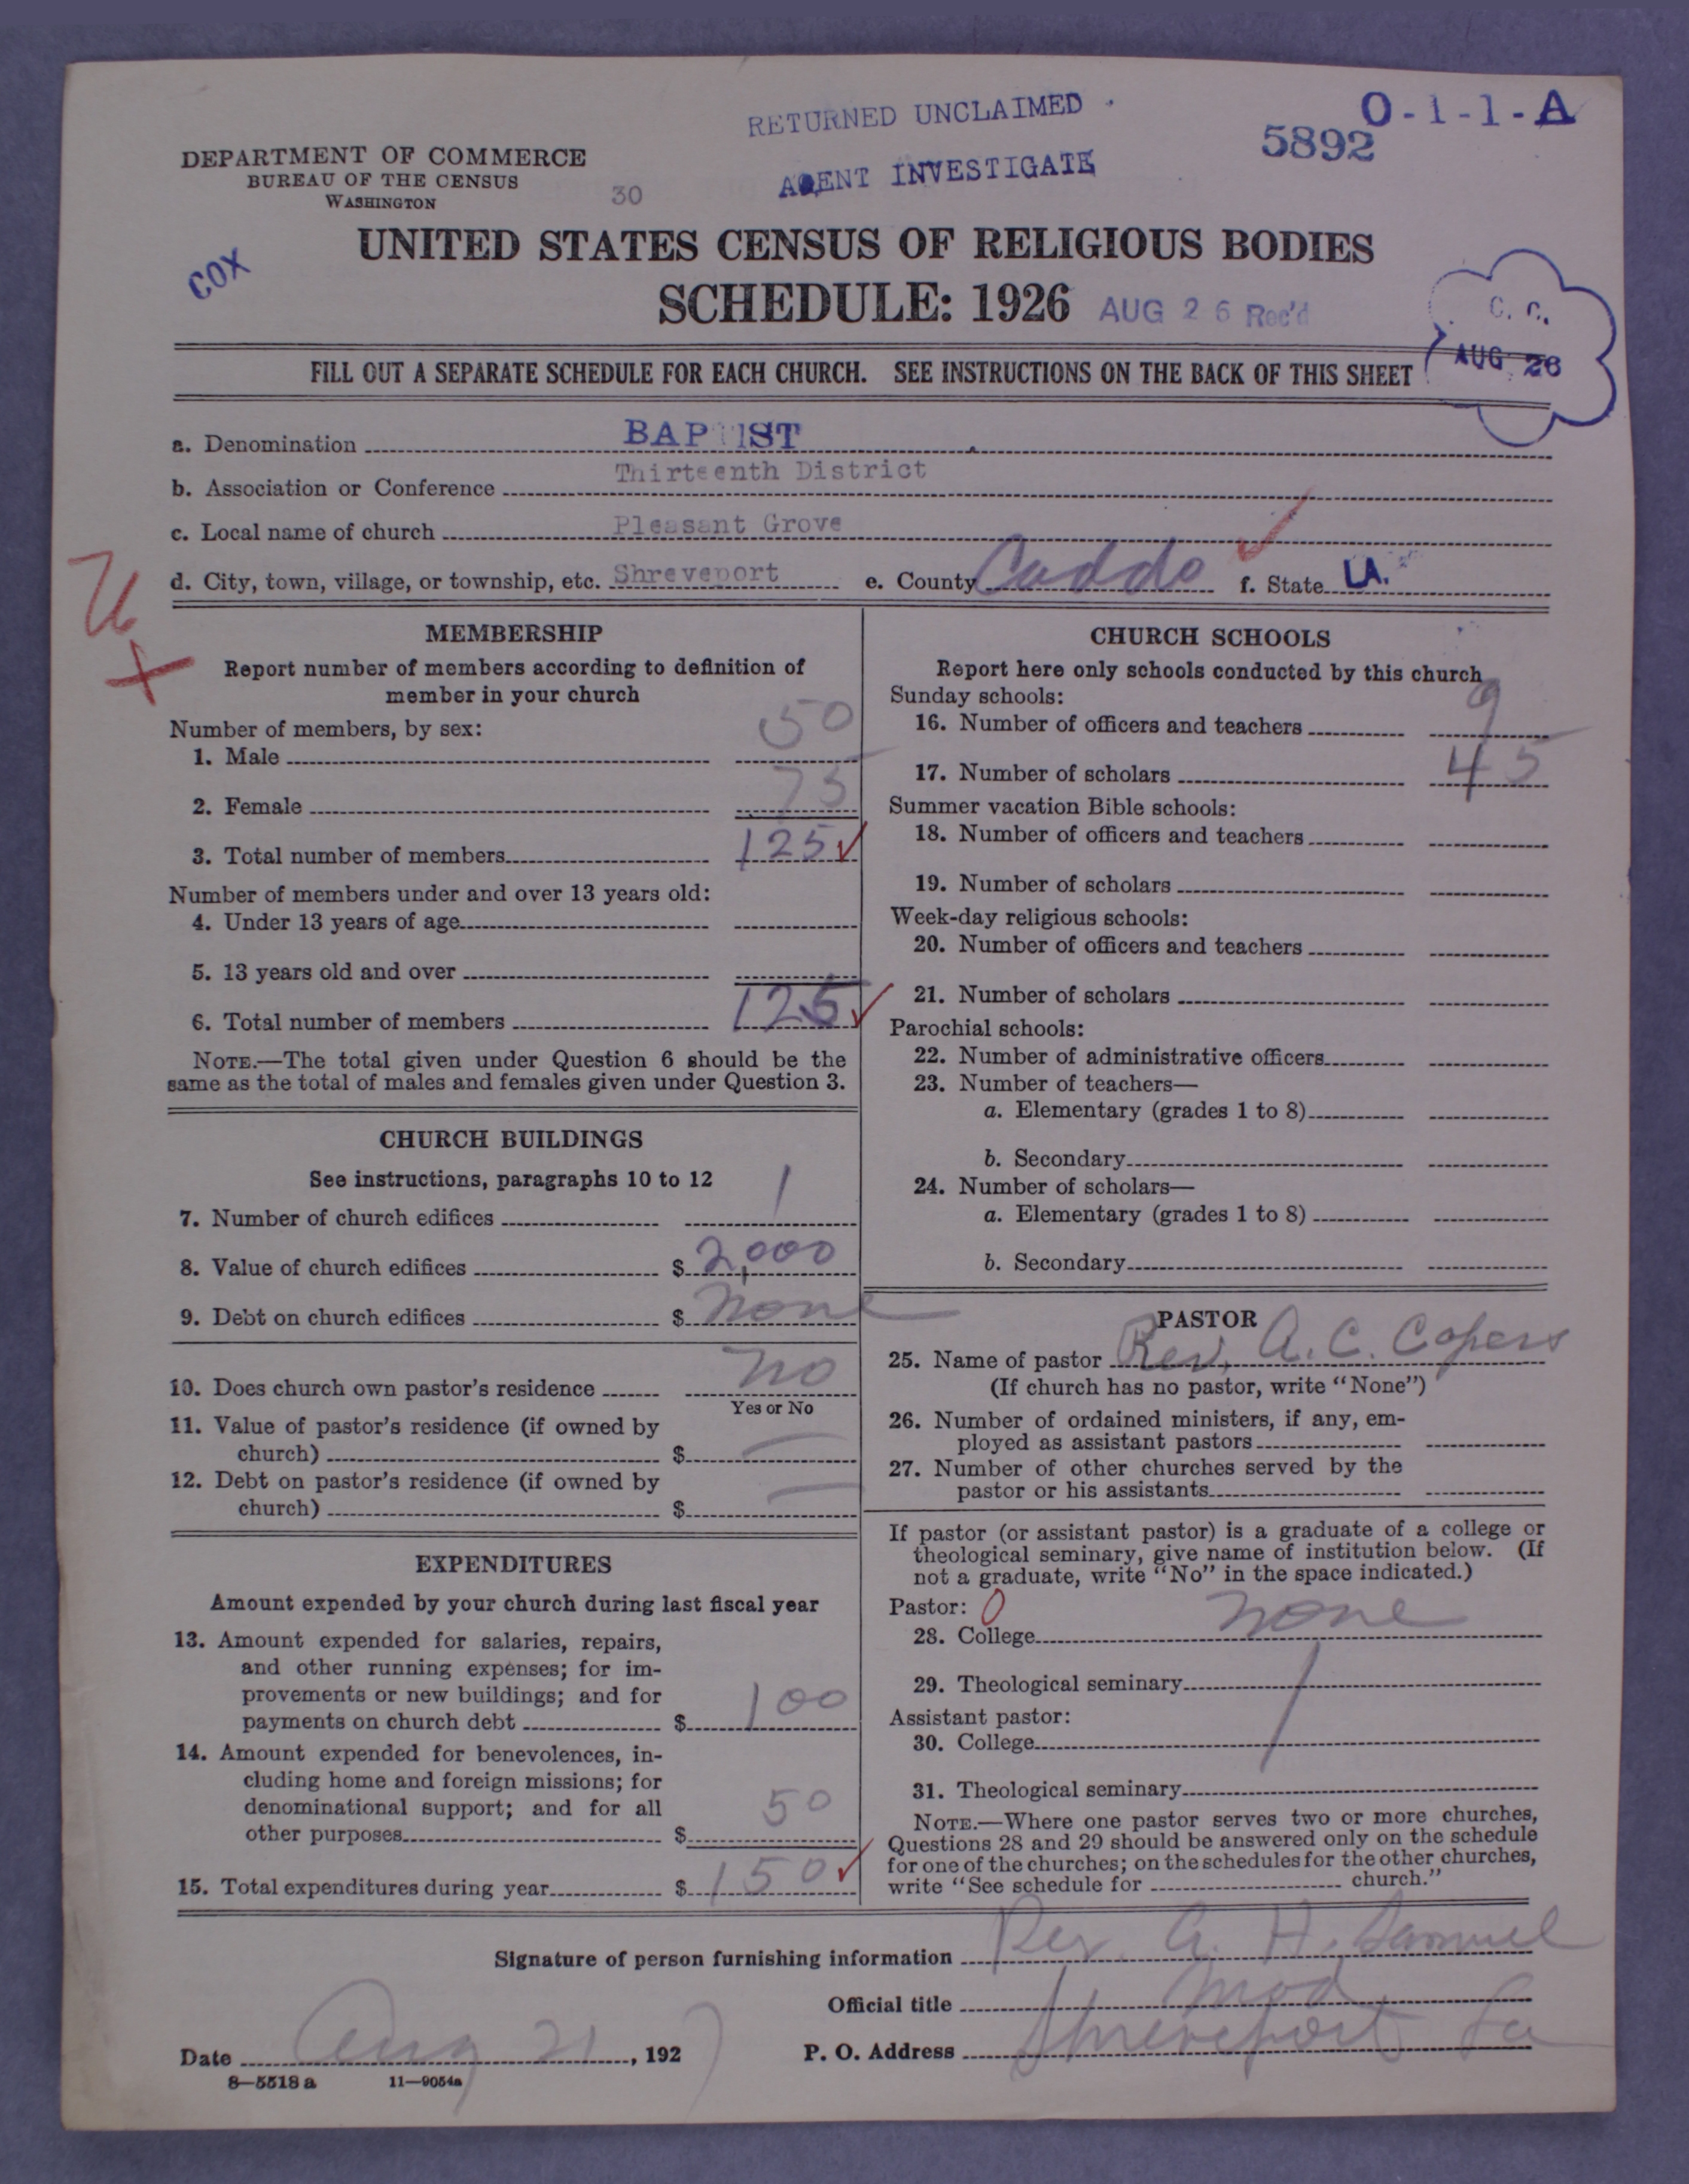 RETURNED UNCLAIMED
0-1-1-A
5892
AGENT INVESTIGATE
DEPARTMENT OF COMMERCE
BUREAU OF THE CENSUS
WASHINGTON
30
COX
UNITED STATES CENSUS OF RELIGIOUS BODIES
SCHEDULE: 1926 AUG 26 Rec'd
C. C.
AUG 26
FILL OUT A SEPARATE SCHEDULE FOR EACH CHURCH. SEE INSTRUCTIONS ON THE BACK OF THIS SHEET
a. Denomination BAPTIST
b. Association or Conference Thirteenth District
c. Local name of church Pleasant Grove
d. City, town, village, or township, etc. Shreveport e. County Caddo f. State LA.
MEMBERSHIP
Report number of members according to definition of
member in your church
Number of members, by sex:
1. Male 50
2. Female 75
3. Total number of members 125
Number of members under and over 13 years old:
4. Under 13 years of age
5. 13 years old and over
6. Total number of members 125
NOTE.—The total given under Question 6 should be the
same as the total of males and females given under Question 3.
CHURCH BUILDINGS
See instructions, paragraphs 10 to 12
7. Number of church edifices 1
8. Value of church edifices $ 2,000
9. Debt on church edifices $ None
10. Does church own pastor's residence No
Yes or No
11. Value of pastor's residence (if owned by
church) $ —
12. Debt on pastor's residence (if owned by
church) $ —
EXPENDITURES
Amount expended by your church during last fiscal year
13. Amount expended for salaries, repairs,
and other running expenses; for im-
provements or new buildings; and for
payments on church debt $ 100
14. Amount expended for benevolences, in-
cluding home and foreign missions; for
denominational support; and for all
other purposes $ 50
15. Total expenditures during year $ 150
CHURCH SCHOOLS
Report here only schools conducted by this church
Sunday schools:
16. Number of officers and teachers 9
17. Number of scholars 45
Summer vacation Bible schools:
18. Number of officers and teachers
19. Number of scholars
Week-day religious schools:
20. Number of officers and teachers
21. Number of scholars
Parochial schools:
22. Number of administrative officers
23. Number of teachers—
a. Elementary (grades 1 to 8)
b. Secondary
24. Number of scholars—
a. Elementary (grades 1 to 8)
b. Secondary
PASTOR
25. Name of pastor Rev. A. C. Copers
(If church has no pastor, write "None")
26. Number of ordained ministers, if any, em-
ployed as assistant pastors
27. Number of other churches served by the
pastor or his assistants
If pastor (or assistant pastor) is a graduate of a college or
theological seminary, give name of institution below. (If
not a graduate, write "No" in the space indicated.)
Pastor: 0
28. College None
29. Theological seminary
Assistant pastor:
30. College
31. Theological seminary
NOTE.—Where one pastor serves two or more churches,
Questions 28 and 29 should be answered only on the schedule
for one of the churches; on the schedules for the other churches,
write "See schedule for church."
Signature of person furnishing information Rev. G. H. Samuel
Official title Mod.
Date Aug 21, 1927 P. O. Address Shreveport La
8—5518 a 11—9054a